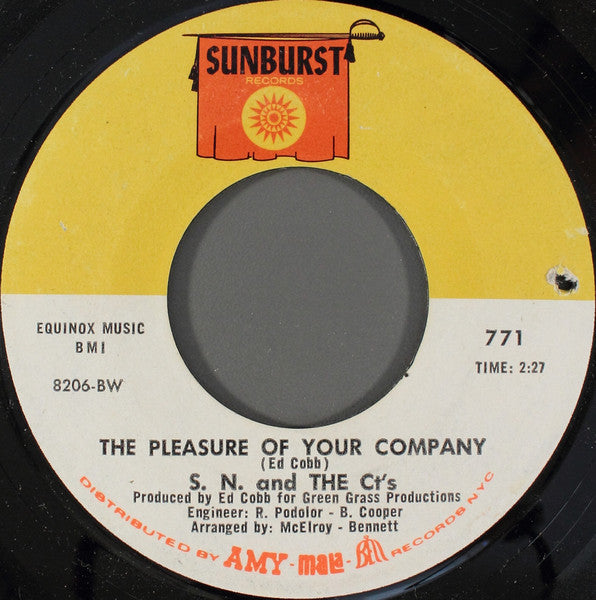 SUNBURST
RECORDS
EQUINOX MUSIC
BMI
8206-BW
771
TIME: 2:27
THE PLEASURE OF YOUR COMPANY
(Ed Cobb)
S. N. and THE Ct's
Produced by Ed Cobb for Green Grass Productions
Engineer: R. Podolor - B. Cooper
Arranged by: McElroy - Bennett
DISTRIBUTED BY AMY - mala - Bell RECORDS NYC